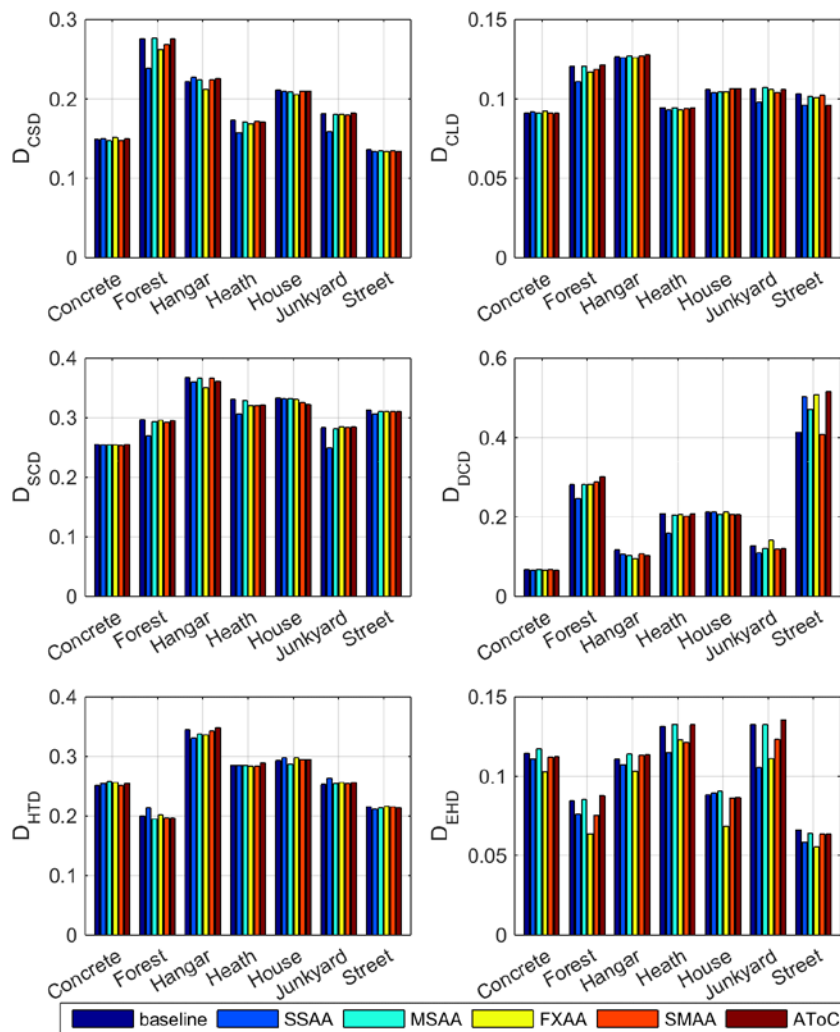 0.3
0.2
0.1
0
D_CSD
Concrete
Forest
Hangar
Heath
House
Junkyard
Street
0.15
0.1
0.05
0
D_CLD
Concrete
Forest
Hangar
Heath
House
Junkyard
Street
0.4
0.3
0.2
0.1
0
D_SCD
Concrete
Forest
Hangar
Heath
House
Junkyard
Street
0.6
0.4
0.2
0
D_DCD
Concrete
Forest
Hangar
Heath
House
Junkyard
Street
0.4
0.3
0.2
0.1
0
D_HTD
Concrete
Forest
Hangar
Heath
House
Junkyard
Street
0.15
0.1
0.05
0
D_EHD
Concrete
Forest
Hangar
Heath
House
Junkyard
Street
baseline SSAA MSAA FXAA SMAA AToC